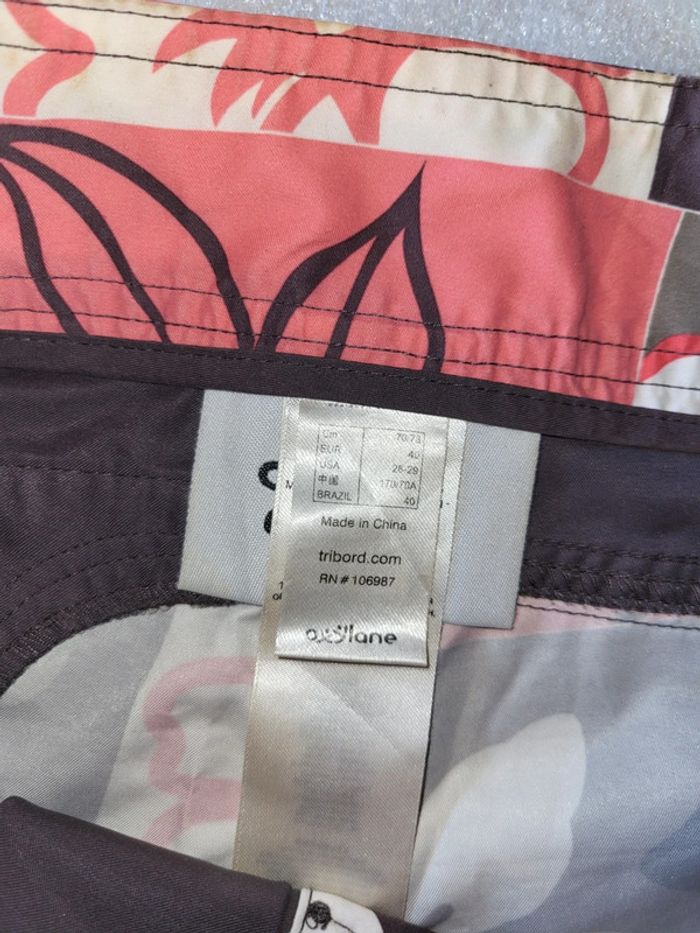 Cm 70/73
EUR 40
USA 28-29
中国 170/70A
BRAZIL 40
Made in China
tribord.com
RN # 106987
oxylane